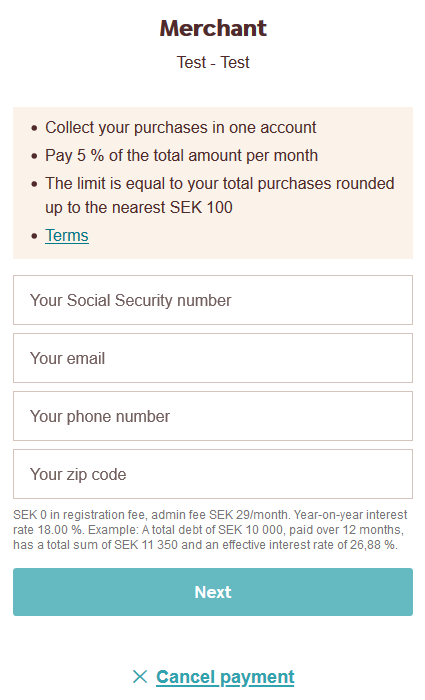 Merchant
Test - Test
• Collect your purchases in one account
• Pay 5 % of the total amount per month
• The limit is equal to your total purchases rounded
up to the nearest SEK 100
• Terms
Your Social Security number
Your email
Your phone number
Your zip code
SEK 0 in registration fee, admin fee SEK 29/month. Year-on-year interest
rate 18.00 %. Example: A total debt of SEK 10 000, paid over 12 months,
has a total sum of SEK 11 350 and an effective interest rate of 26,88 %.
Next
Cancel payment